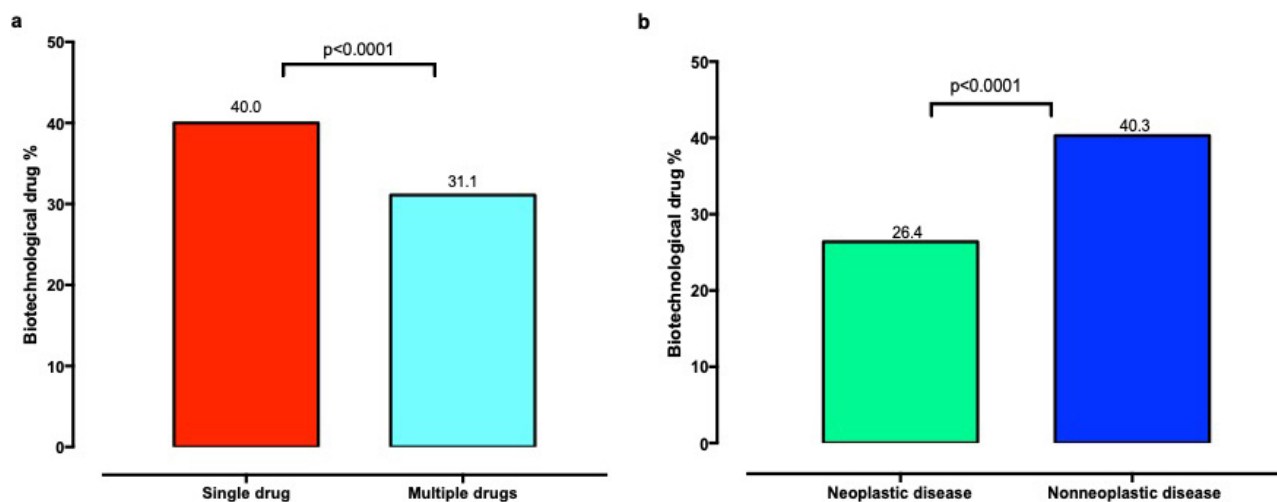 a
p<0.0001
50
40
30
20
10
0
Biotechnological drug %
40.0
31.1
Single drug
Multiple drugs
b
p<0.0001
50
40
30
20
10
0
Biotechnological drug %
26.4
40.3
Neoplastic disease
Nonneoplastic disease